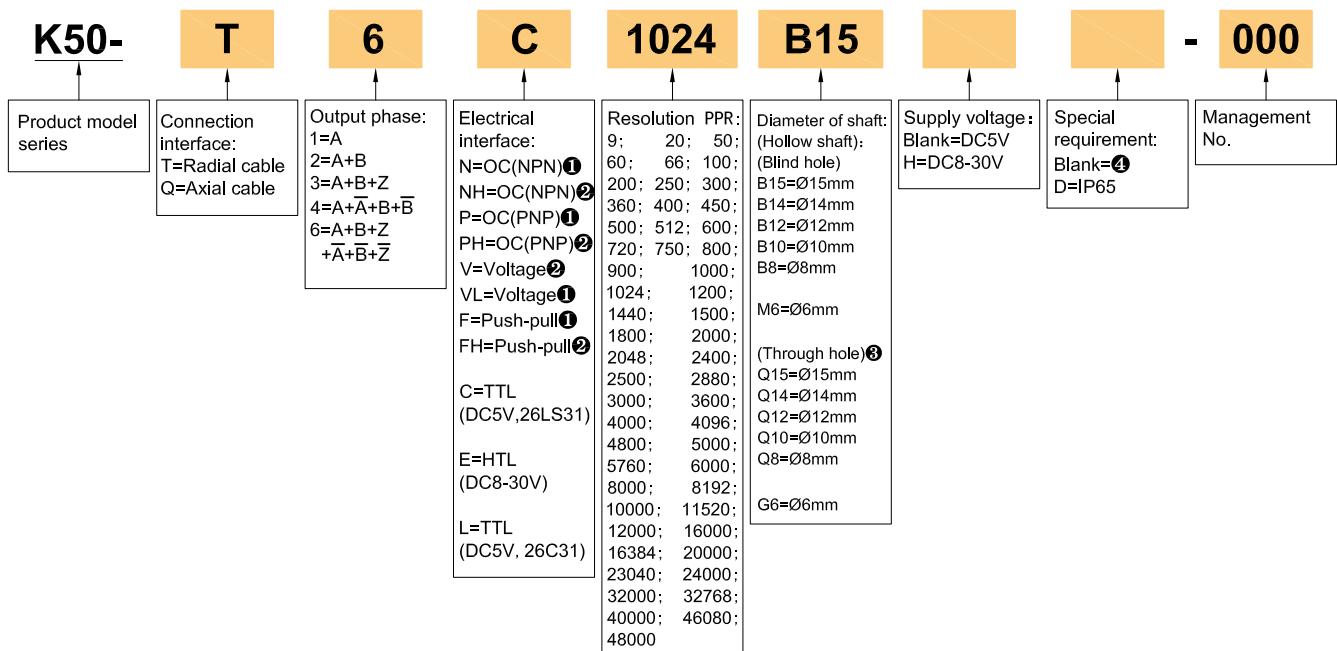 K50- T 6 C 1024 B15 - 000
Product model
series
Connection
interface:
T=Radial cable
Q=Axial cable
Output phase:
1=A
2=A+B
3=A+B+Z
4=A+A̅+B+B̅
6=A+B+Z
+A̅+B̅+Z̅
Electrical
interface:
N=OC(NPN)❶
NH=OC(NPN)❷
P=OC(PNP)❶
PH=OC(PNP)❷
V=Voltage❷
VL=Voltage❶
F=Push-pull❶
FH=Push-pull❷
C=TTL
(DC5V,26LS31)
E=HTL
(DC8-30V)
L=TTL
(DC5V, 26C31)
Resolution PPR:
9; 20; 50;
60; 66; 100;
200; 250; 300;
360; 400; 450;
500; 512; 600;
720; 750; 800;
900; 1000;
1024; 1200;
1440; 1500;
1800; 2000;
2048; 2400;
2500; 2880;
3000; 3600;
4000; 4096;
4800; 5000;
5760; 6000;
8000; 8192;
10000; 11520;
12000; 16000;
16384; 20000;
23040; 24000;
32000; 32768;
40000; 46080;
48000
Diameter of shaft:
(Hollow shaft):
(Blind hole)
B15=Ø15mm
B14=Ø14mm
B12=Ø12mm
B10=Ø10mm
B8=Ø8mm
M6=Ø6mm
(Through hole)❸
Q15=Ø15mm
Q14=Ø14mm
Q12=Ø12mm
Q10=Ø10mm
Q8=Ø8mm
G6=Ø6mm
Supply voltage:
Blank=DC5V
H=DC8-30V
Special
requirement:
Blank=❹
D=IP65
Management
No.